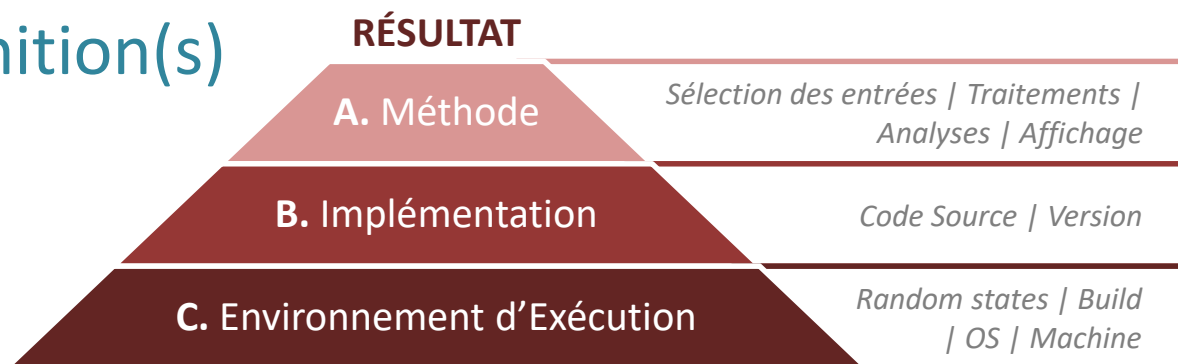 nition(s)
RÉSULTAT
A. Méthode
Sélection des entrées | Traitements |
Analyses | Affichage
B. Implémentation
Code Source | Version
C. Environnement d’Exécution
Random states | Build
| OS | Machine